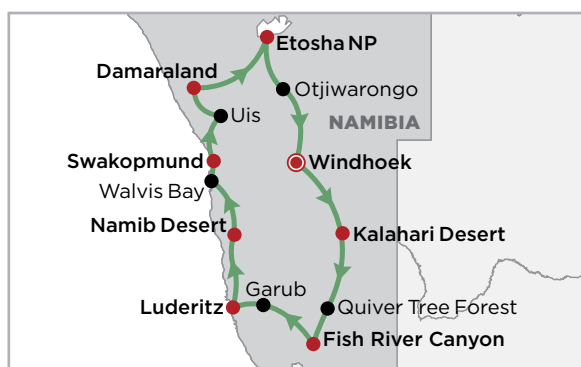 Etosha NP
Damaraland
Otjiwarongo
Uis
NAMIBIA
Swakopmund
Windhoek
Walvis Bay
Namib Desert
Kalahari Desert
Garub
Luderitz
Quiver Tree Forest
Fish River Canyon